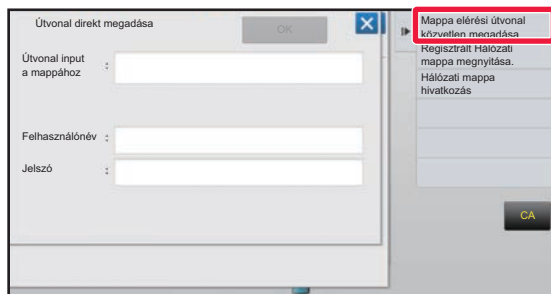 Útvonal direkt megadása
OK
Útvonal input
a mappához :
Felhasználónév :
Jelszó :
Mappa elérési útvonal
közvetlen megadása
Regisztrált Hálózati
mappa megnyitása.
Hálózati mappa
hivatkozás
CA